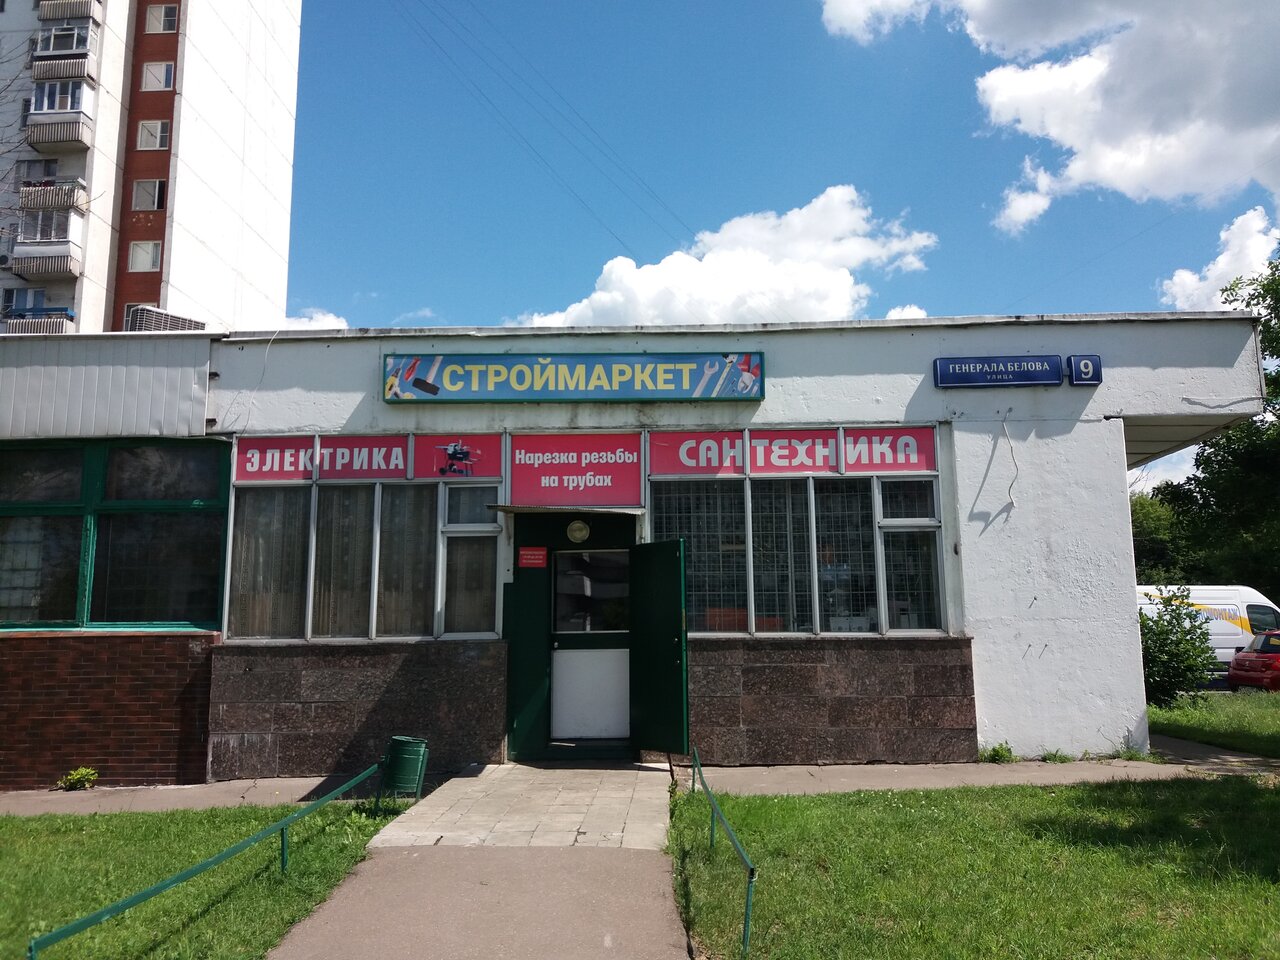 СТРОЙМАРКЕТ
ГЕНЕРАЛА БЕЛОВА
УЛИЦА
9
ЭЛЕКТРИКА
Нарезка резьбы
на трубах
САНТЕХНИКА